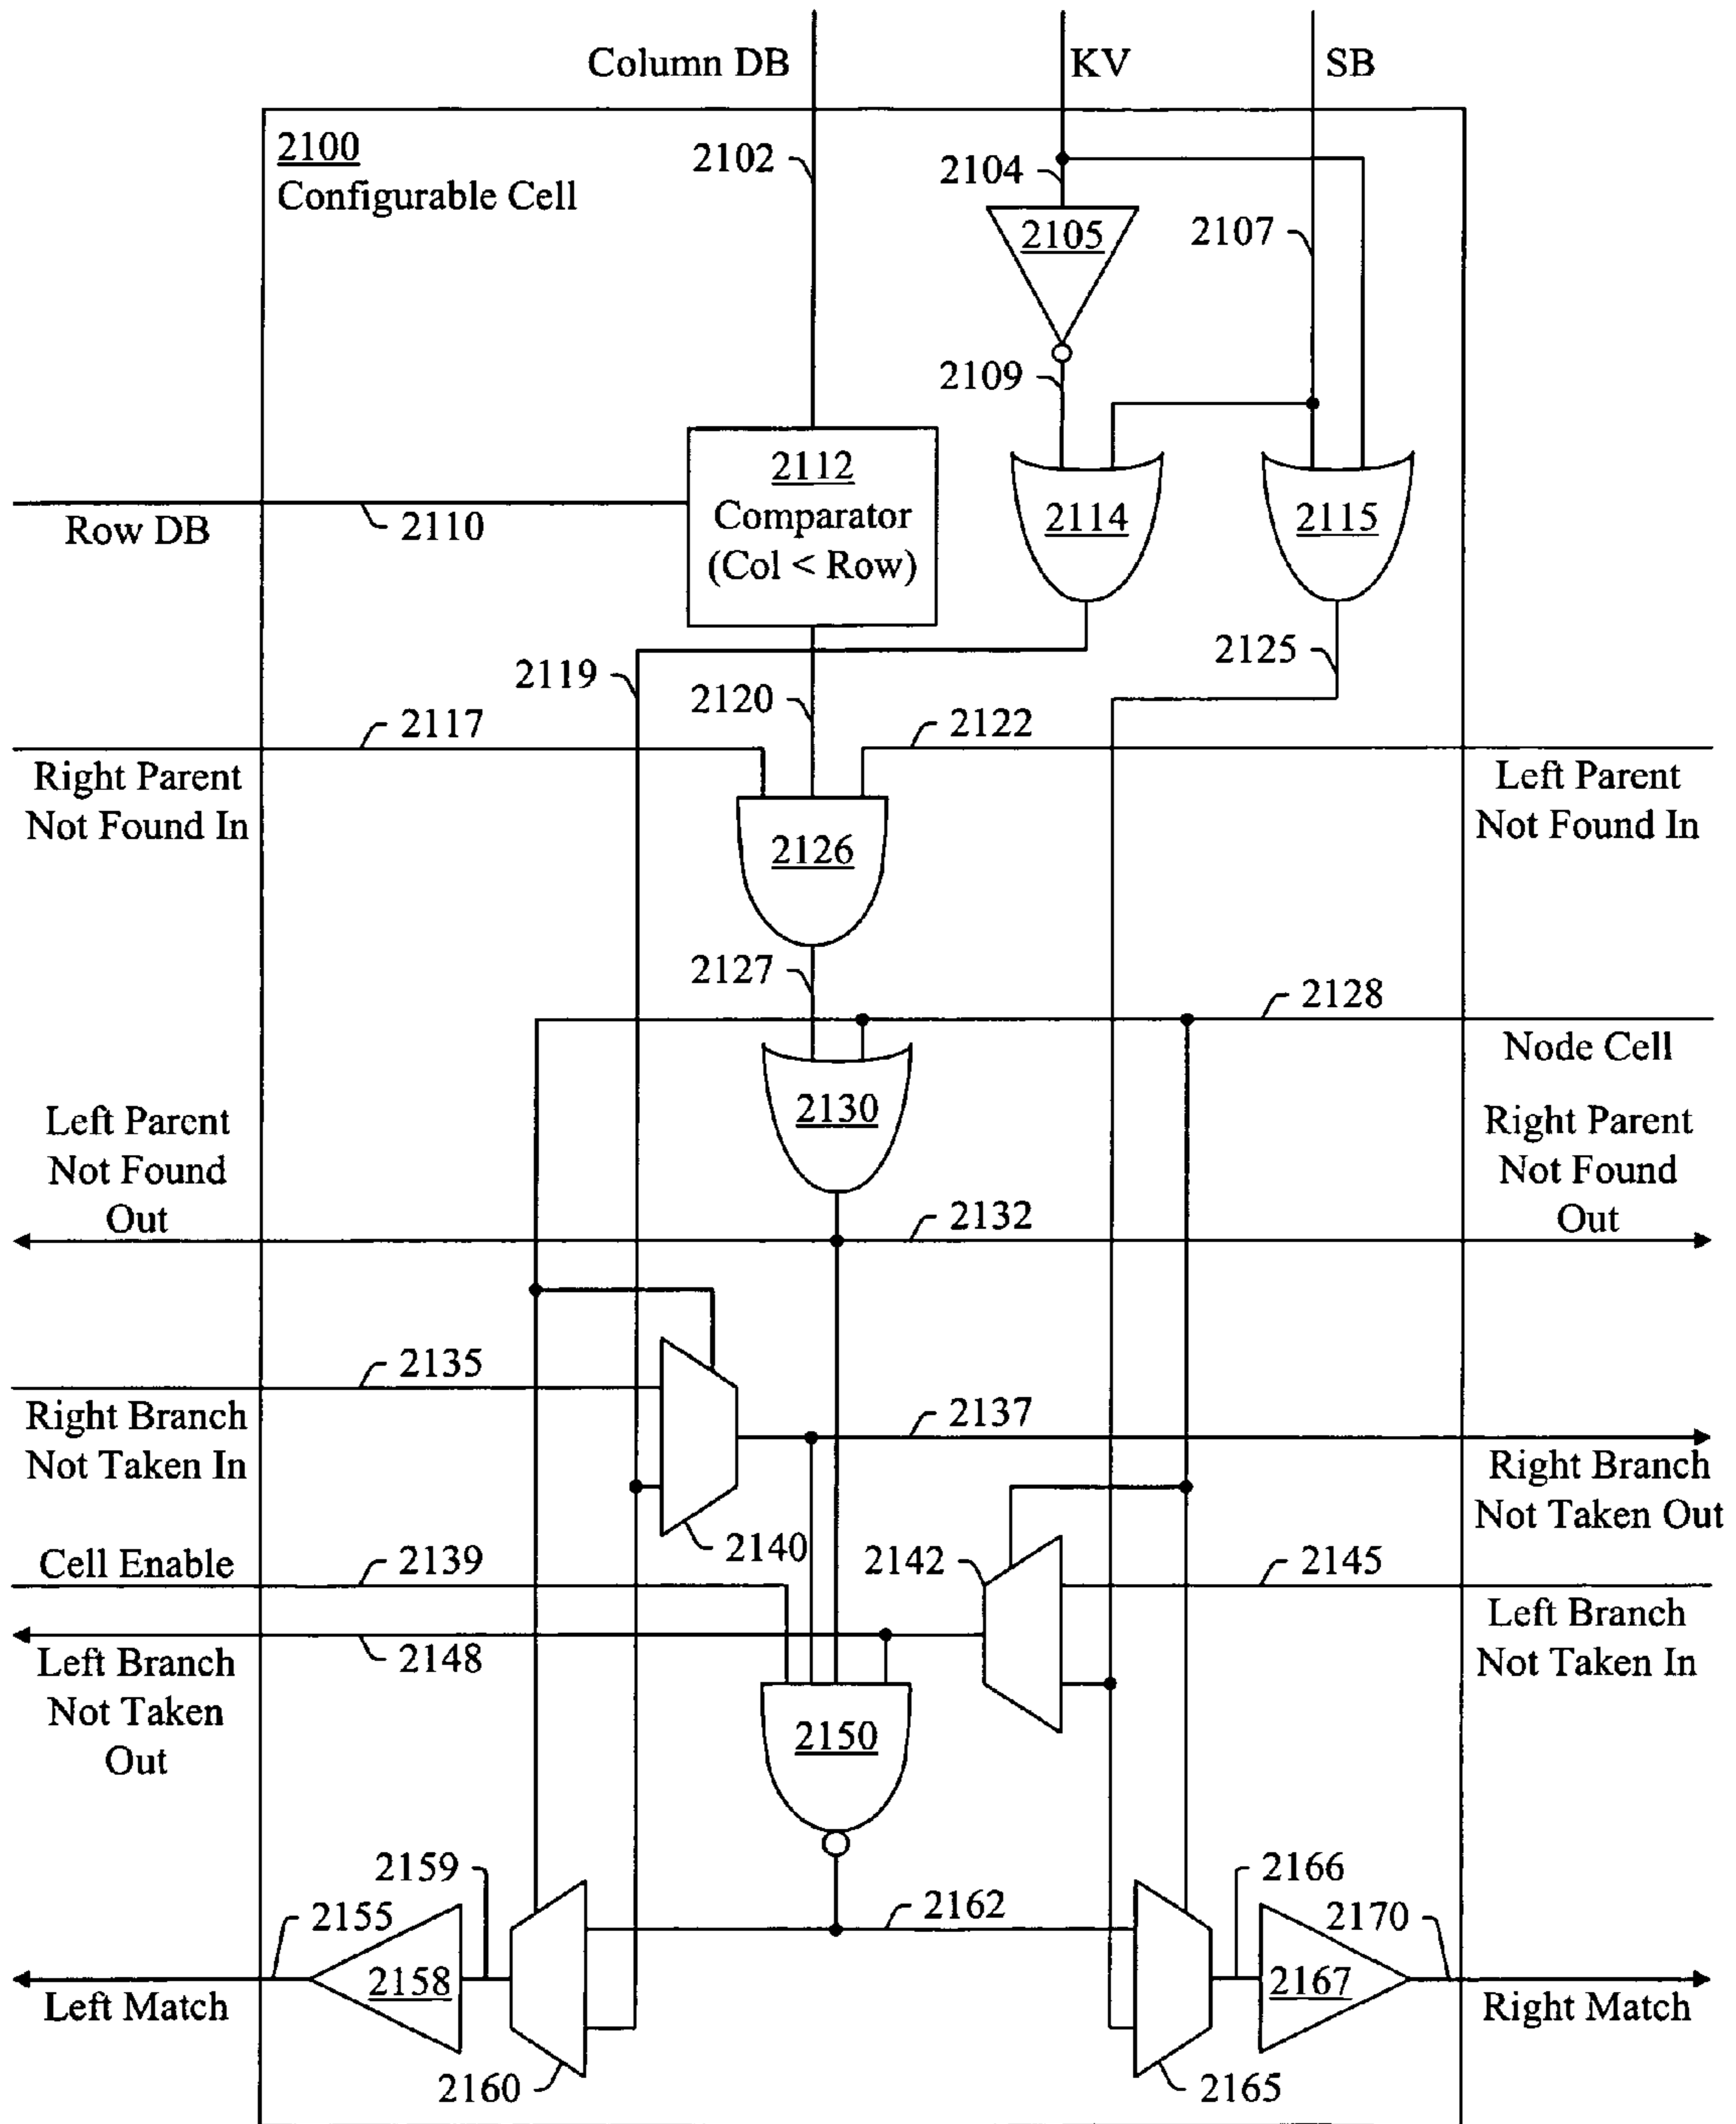 Column DB
KV
SB
2100
Configurable Cell
2102
2104
2105
2107
2109
2112
Comparator
(Col < Row)
2114
2115
Row DB
2110
2119
2120
2125
2117
2122
Right Parent
Not Found In
Left Parent
Not Found In
2126
2127
2128
Node Cell
2130
Left Parent
Not Found
Out
Right Parent
Not Found
Out
2132
2135
Right Branch
Not Taken In
2137
Right Branch
Not Taken Out
2140
Cell Enable
2139
2142
2145
Left Branch
Not Taken In
2148
Left Branch
Not Taken
Out
2150
2159
2166
2155
2162
2170
2158
2167
Left Match
Right Match
2160
2165